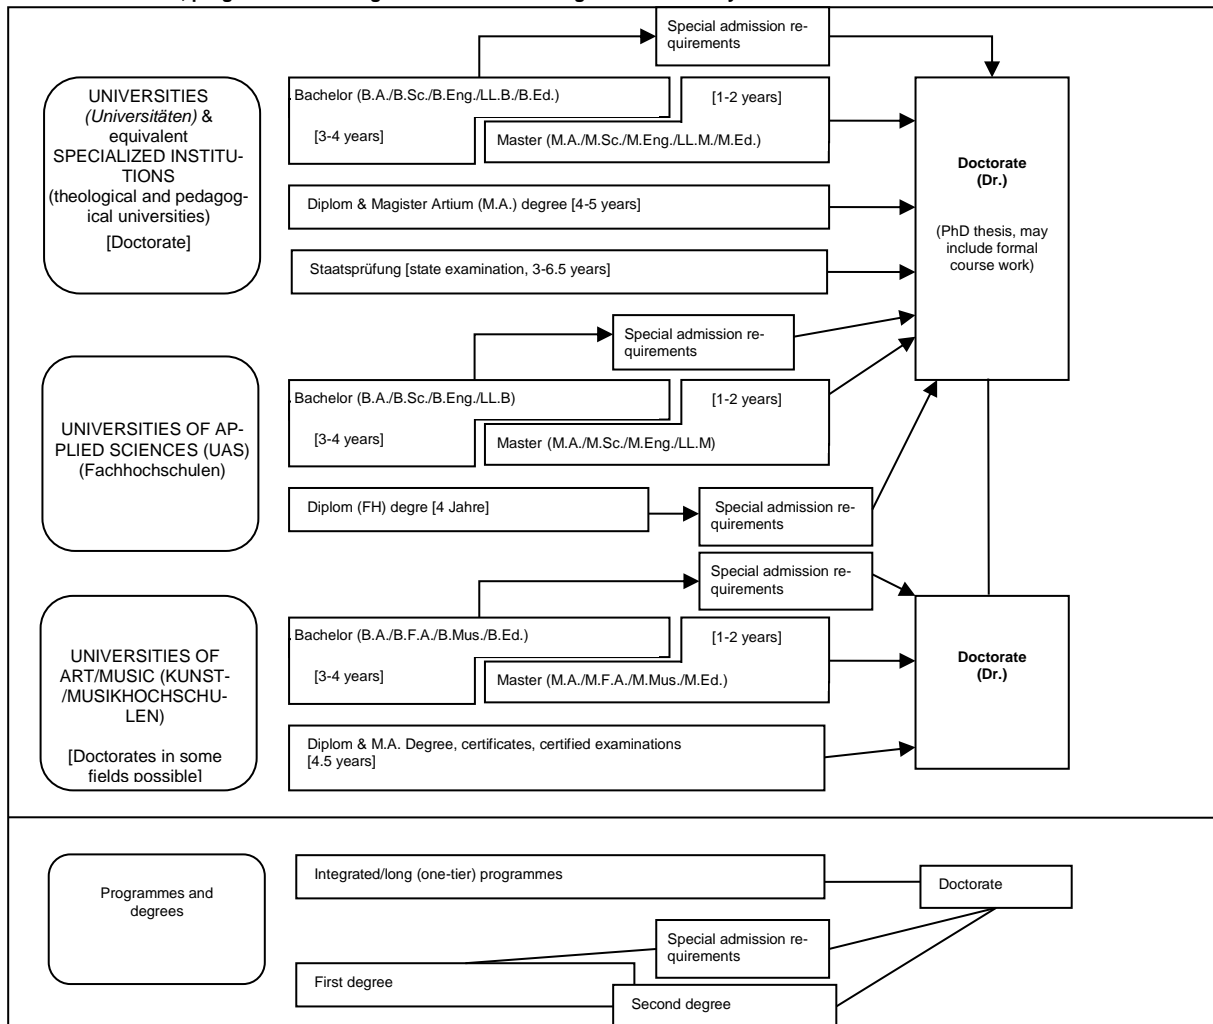 Special admission re-
quirements
UNIVERSITIES
(Universitäten) &
equivalent
SPECIALIZED INSTITU-
TIONS
(theological and pedagog-
ical universities)
[Doctorate]
Bachelor (B.A./B.Sc./B.Eng./LL.B./B.Ed.)
[3-4 years]
[1-2 years]
Master (M.A./M.Sc./M.Eng./LL.M./M.Ed.)
Diplom & Magister Artium (M.A.) degree [4-5 years]
Staatsprüfung [state examination, 3-6.5 years]
Doctorate
(Dr.)
(PhD thesis, may
include formal
course work)
Special admission re-
quirements
UNIVERSITIES OF AP-
PLIED SCIENCES (UAS)
(Fachhochschulen)
Bachelor (B.A./B.Sc./B.Eng./LL.B)
[3-4 years]
[1-2 years]
Master (M.A./M.Sc./M.Eng./LL.M)
Diplom (FH) degre [4 Jahre]
Special admission re-
quirements
Special admission re-
quirements
UNIVERSITIES OF
ART/MUSIC (KUNST-
/MUSIKHOCHSCHU-
LEN)
[Doctorates in some
fields possible]
Bachelor (B.A./B.F.A./B.Mus./B.Ed.)
[3-4 years]
[1-2 years]
Master (M.A./M.F.A./M.Mus./M.Ed.)
Diplom & M.A. Degree, certificates, certified examinations
[4.5 years]
Doctorate
(Dr.)
Programmes and
degrees
Integrated/long (one-tier) programmes
Doctorate
Special admission re-
quirements
First degree
Second degree